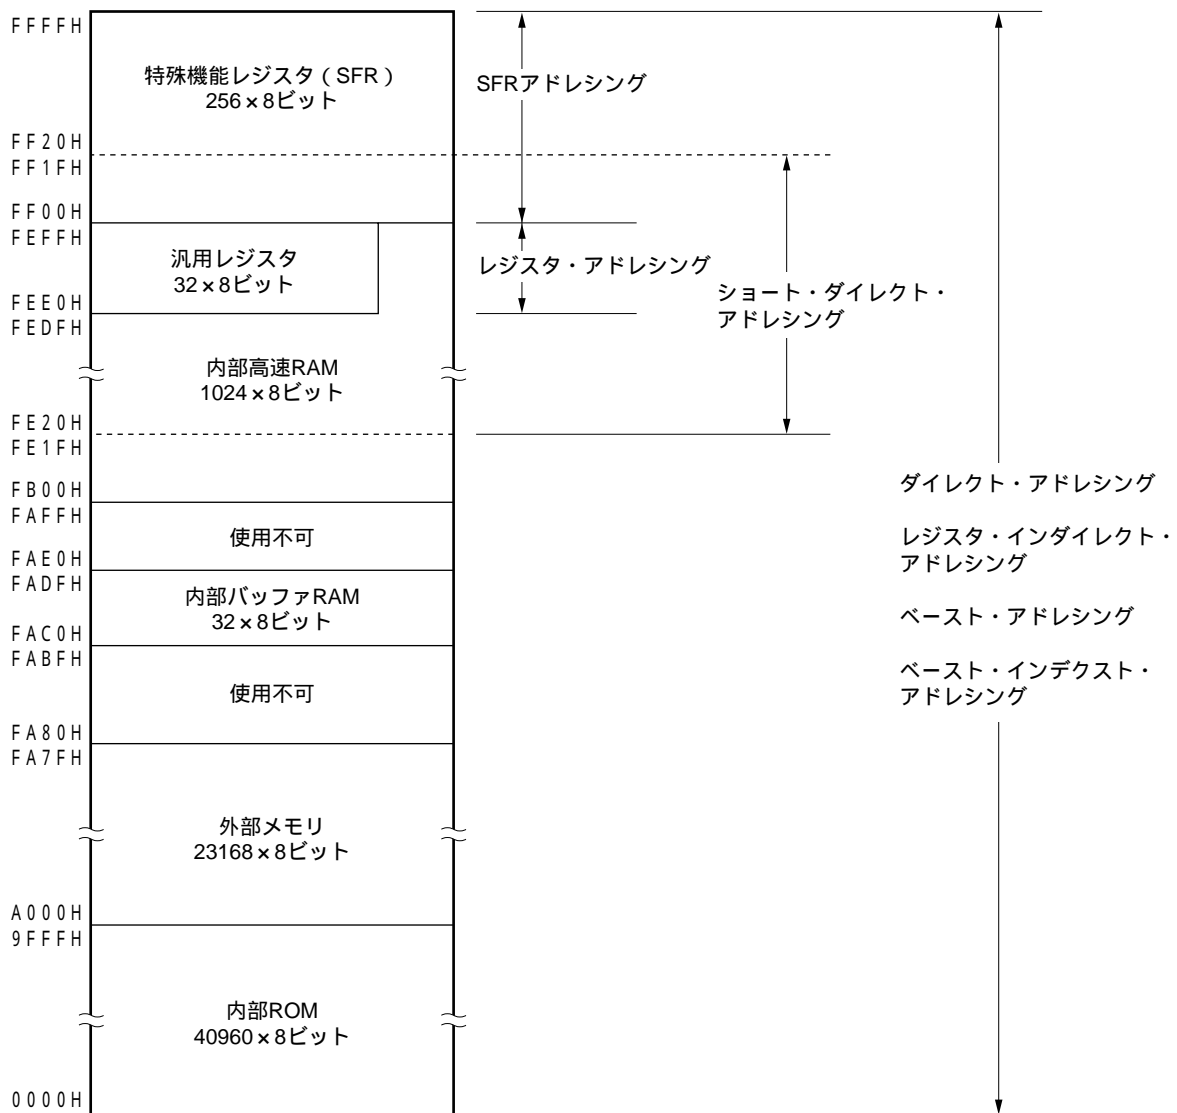 FFFFH
特殊機能レジスタ(SFR)
256×8ビット
SFRアドレシング
FF20H
FF1FH
FF00H
FEFFH
汎用レジスタ
32×8ビット
レジスタ・アドレシング
FEE0H
FEDFH
ショート・ダイレクト・
アドレシング
内部高速RAM
1024×8ビット
FE20H
FE1FH
FB00H
FAFFH
使用不可
FAE0H
FADFH
内部バッファRAM
32×8ビット
FAC0H
FABFH
使用不可
FA80H
FA7FH
ダイレクト・アドレシング
レジスタ・インダイレクト・
アドレシング
ベースト・アドレシング
ベースト・インデクスト・
アドレシング
外部メモリ
23168×8ビット
A000H
9FFFH
内部ROM
40960×8ビット
0000H